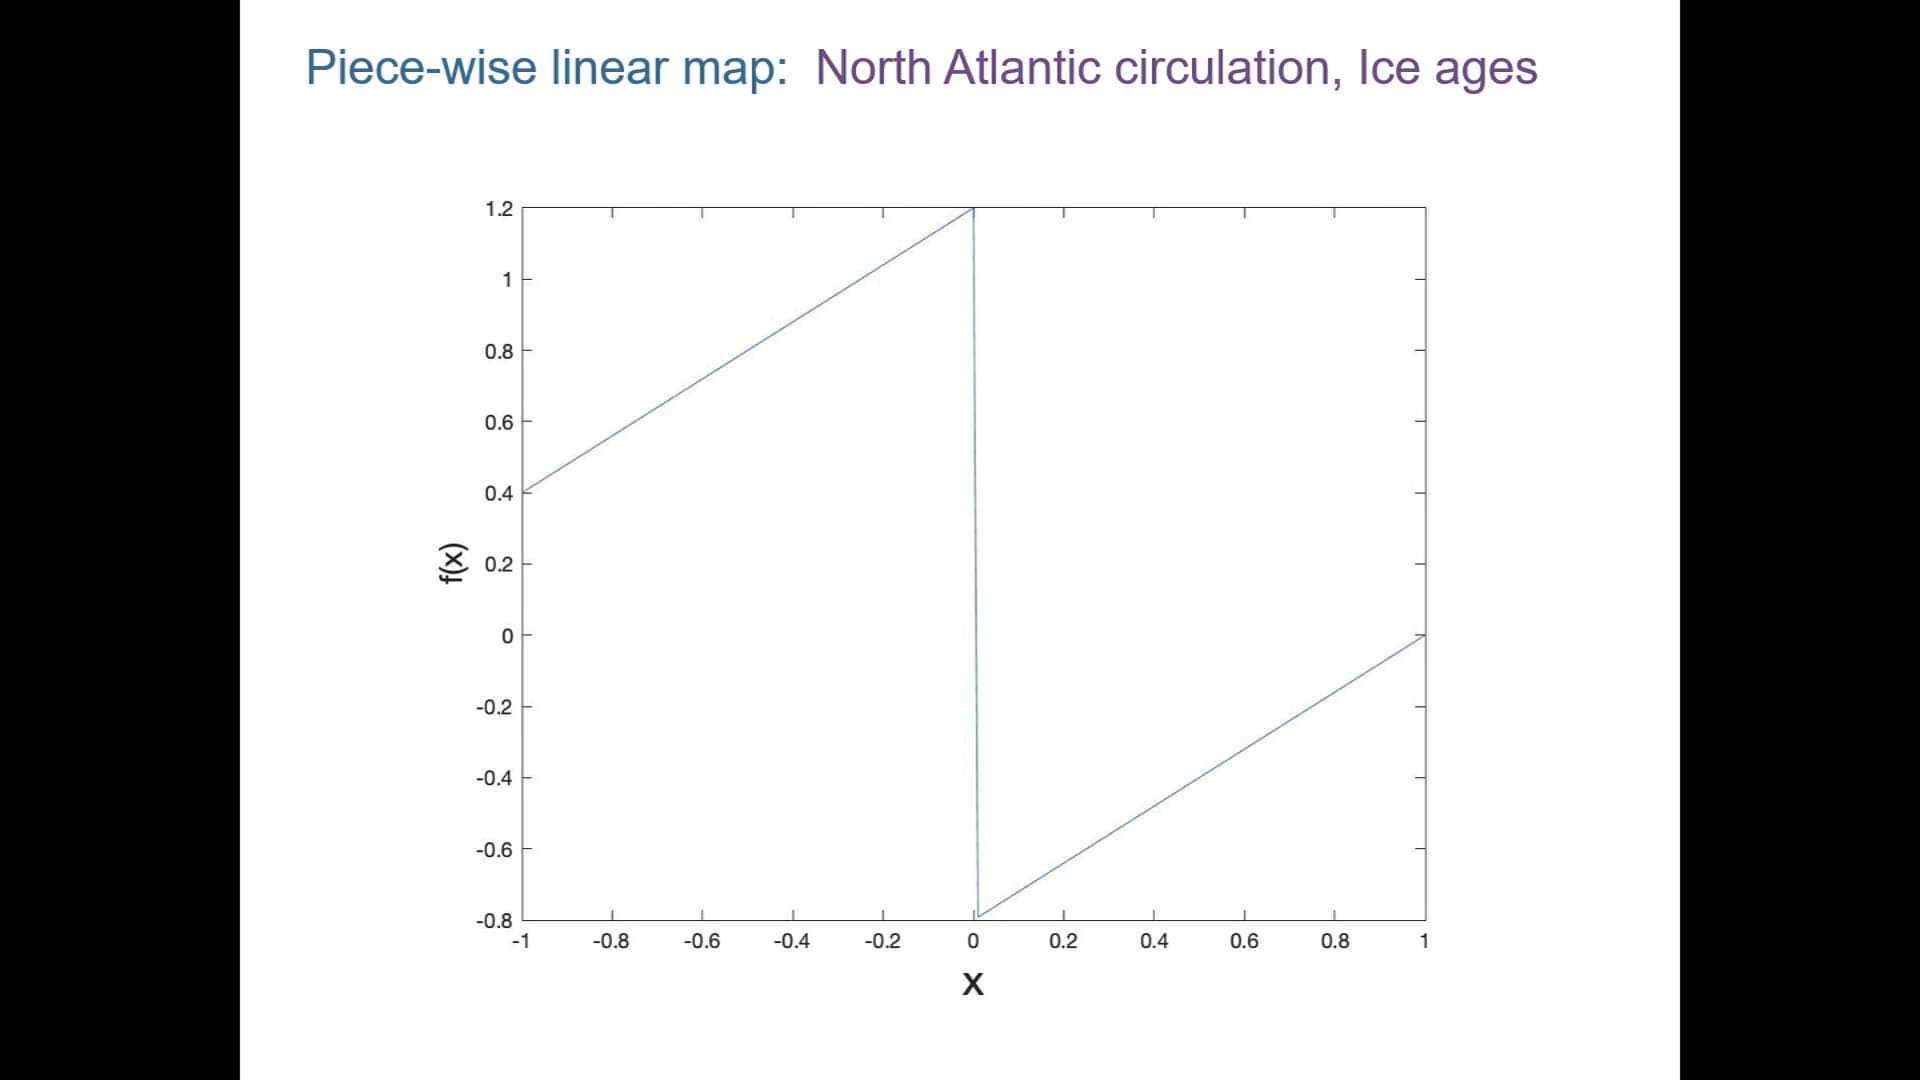 Piece-wise linear map: North Atlantic circulation, Ice ages
1.2
1
0.8
0.6
0.4
0.2
0
-0.2
-0.4
-0.6
-0.8
f(x)
-1 -0.8 -0.6 -0.4 -0.2 0 0.2 0.4 0.6 0.8 1
X